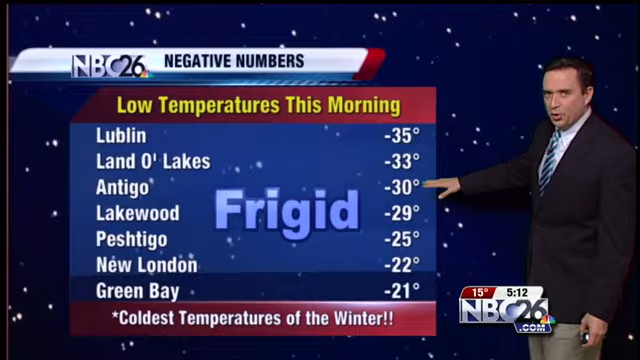 NBC26 NEGATIVE NUMBERS
Low Temperatures This Morning
Lublin -35°
Land O' Lakes -33°
Antigo -30°
Lakewood -29°
Peshtigo -25°
New London -22°
Green Bay -21°
Frigid
*Coldest Temperatures of the Winter!!
15° 5:12
NBC26
.COM